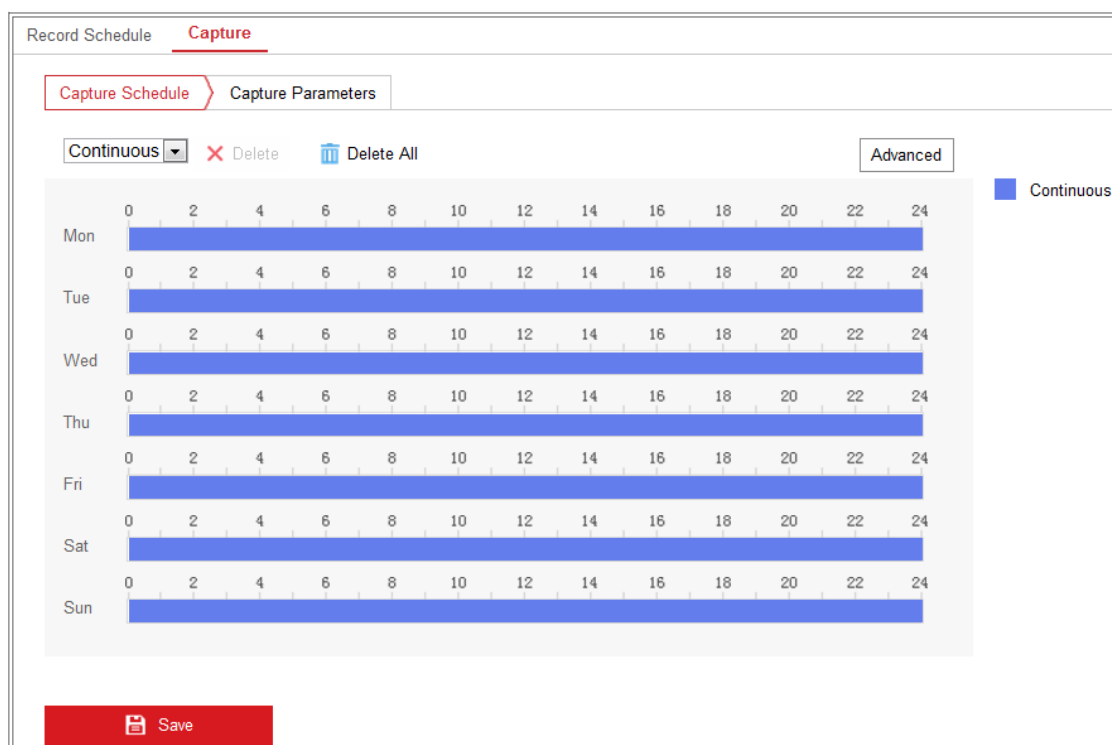 Record Schedule Capture
Capture Schedule Capture Parameters
Continuous Delete Delete All Advanced
Continuous
0 2 4 6 8 10 12 14 16 18 20 22 24
Mon
0 2 4 6 8 10 12 14 16 18 20 22 24
Tue
0 2 4 6 8 10 12 14 16 18 20 22 24
Wed
0 2 4 6 8 10 12 14 16 18 20 22 24
Thu
0 2 4 6 8 10 12 14 16 18 20 22 24
Fri
0 2 4 6 8 10 12 14 16 18 20 22 24
Sat
0 2 4 6 8 10 12 14 16 18 20 22 24
Sun
Save